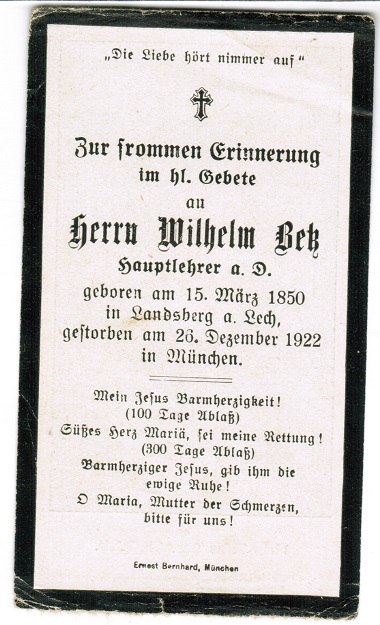 „Die Liebe hört nimmer auf“
Zur frommen Erinnerung
im hl. Gebete
an
Herrn Wilhelm Betz
Hauptlehrer a. D.
geboren am 15. März 1850
in Landsberg a. Lech,
gestorben am 26. Dezember 1922
in München.
Mein Jesus Barmherzigkeit!
(100 Tage Ablaß)
Süßes Herz Mariä, sei meine Rettung!
(300 Tage Ablaß)
Barmherziger Jesus, gib ihm die
ewige Ruhe!
O Maria, Mutter der Schmerzen,
bitte für uns!
Ernest Bernhard, München